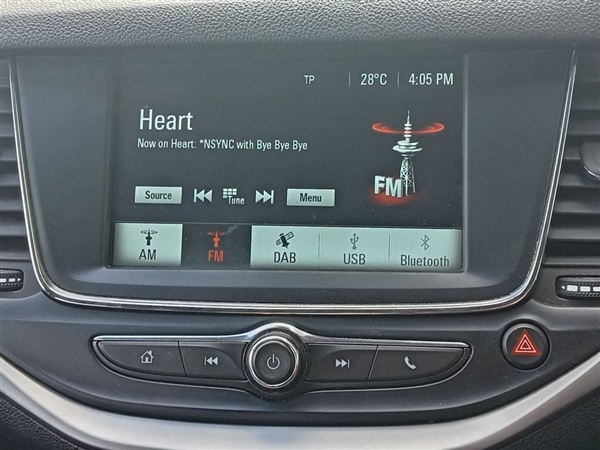 TP 28°C 4:05 PM
Heart
Now on Heart: *NSYNC with Bye Bye Bye
FM
Source Tune Menu
AM FM DAB USB Bluetooth